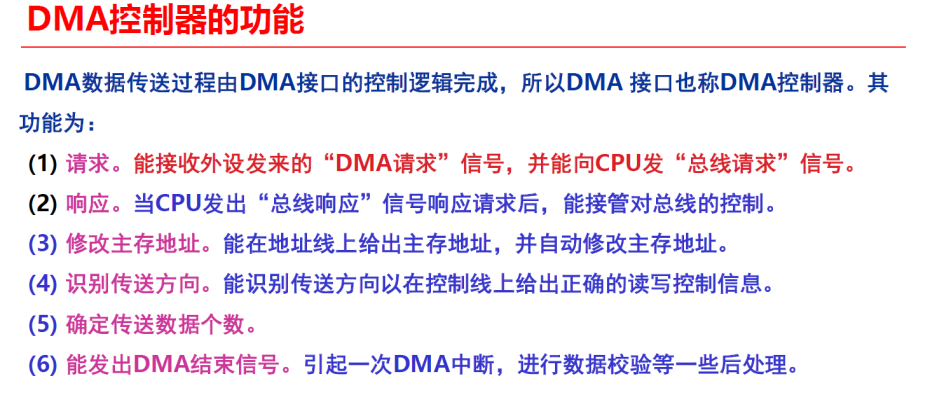 DMA控制器的功能
DMA数据传送过程由DMA接口的控制逻辑完成，所以DMA 接口也称DMA控制器。其
功能为：
(1) 请求。能接收外设发来的“DMA请求”信号，并能向CPU发“总线请求”信号。
(2) 响应。当CPU发出“总线响应”信号响应请求后，能接管对总线的控制。
(3) 修改主存地址。能在地址线上给出主存地址，并自动修改主存地址。
(4) 识别传送方向。能识别传送方向以在控制线上给出正确的读写控制信息。
(5) 确定传送数据个数。
(6) 能发出DMA结束信号。引起一次DMA中断，进行数据校验等一些后处理。